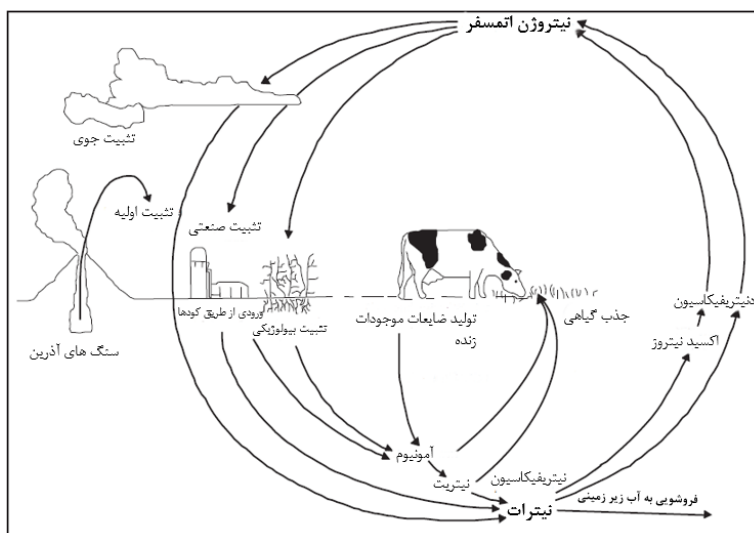 نیتروژن اتمسفر
تثبیت جوی
تثبیت اولیه
تثبیت صنعتی
سنگ های آذرین
ورودی از طریق کودها
تثبیت بیولوژیکی
تولید ضایعات موجودات
زنده
جذب گیاهی
دنیتریفیکاسیون
اکسید نیتروز
آمونیوم
نیتریت
نیتریفیکاسیون
نیترات
فروشویی به آب زیر زمینی